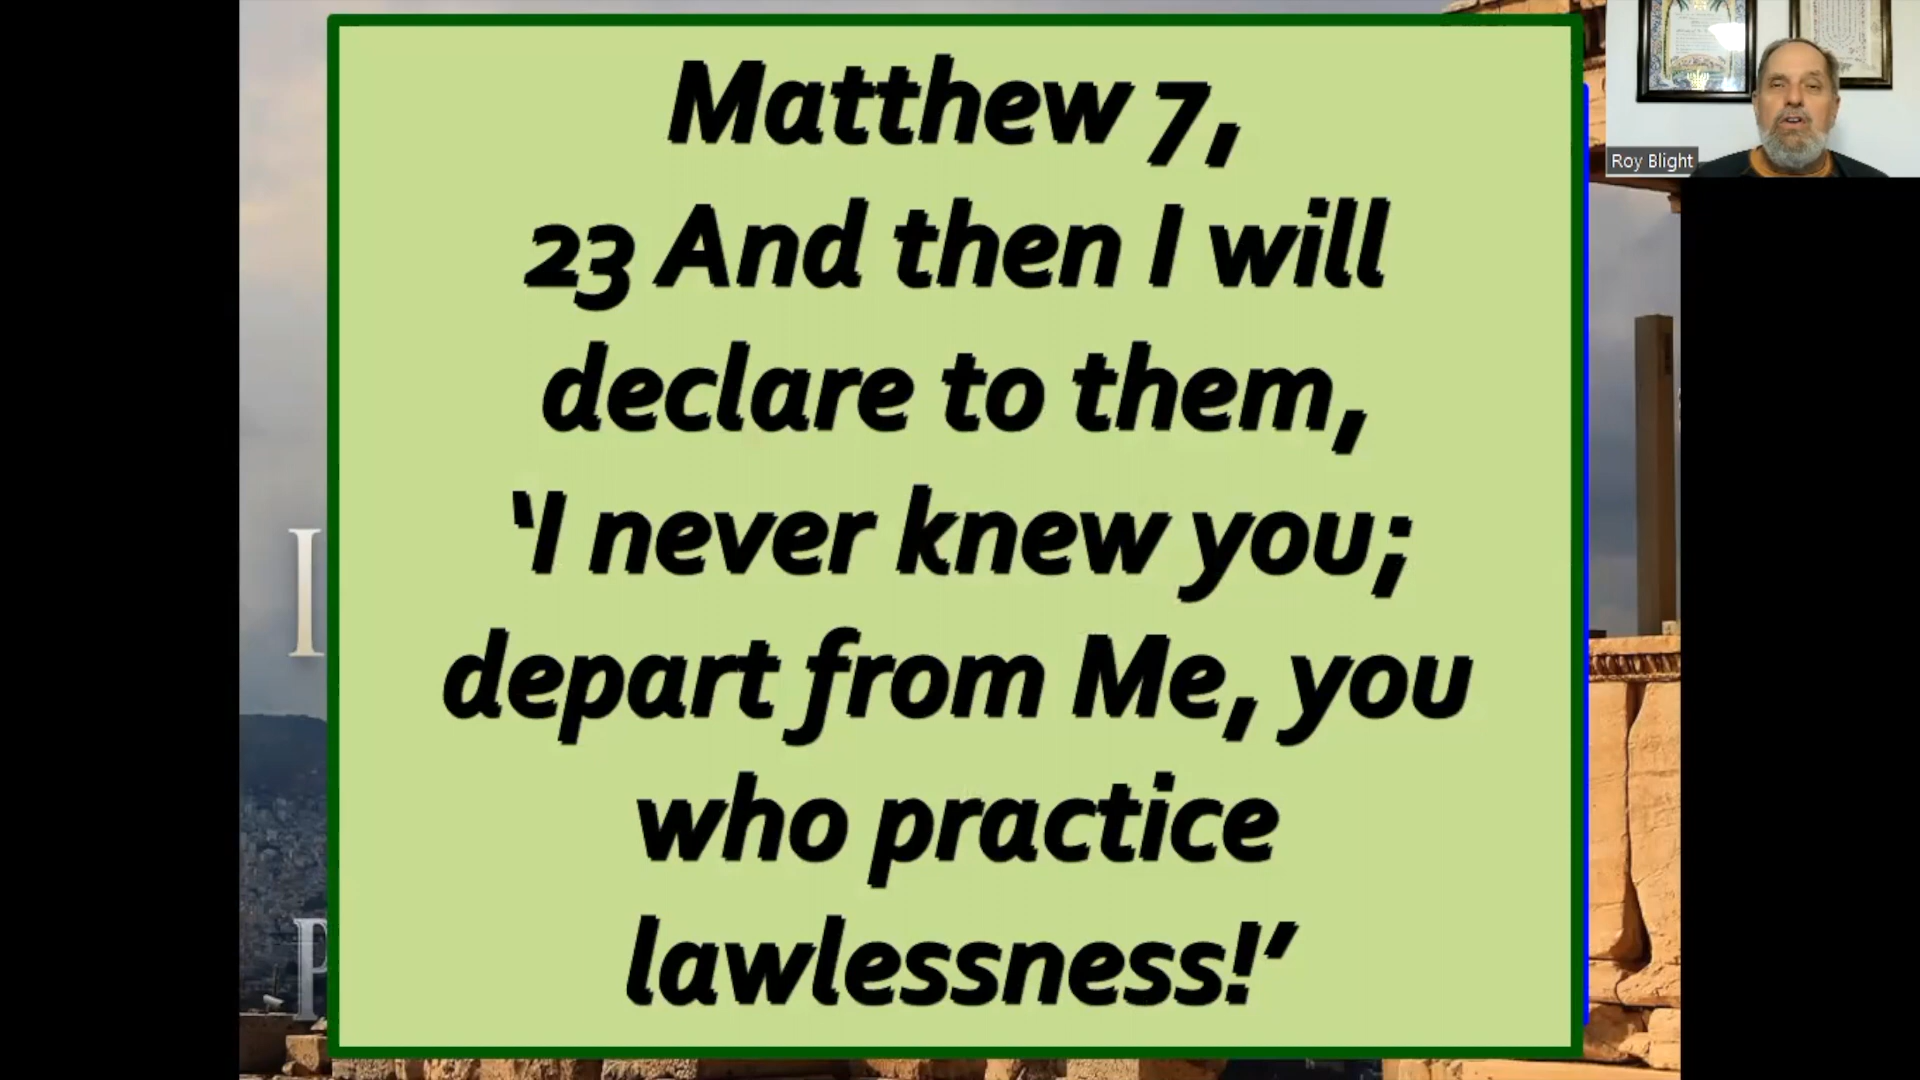 Matthew 7,
23 And then I will
declare to them,
‘I never knew you;
depart from Me, you
who practice
lawlessness!’
Roy Blight
I
P